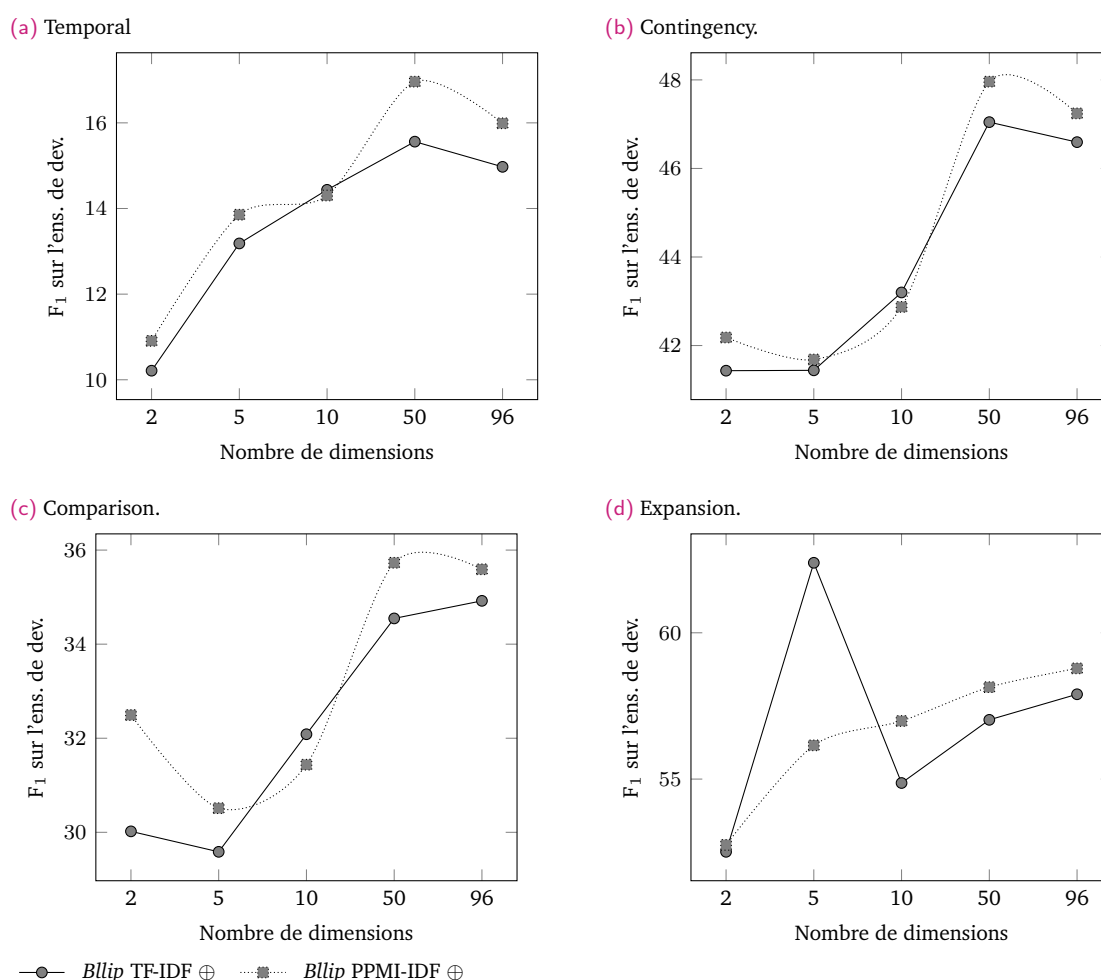 (a) Temporal
F₁ sur l'ens. de dev.
16
14
12
10
2 5 10 50 96
Nombre de dimensions
(b) Contingency.
F₁ sur l'ens. de dev.
48
46
44
42
2 5 10 50 96
Nombre de dimensions
(c) Comparison.
F₁ sur l'ens. de dev.
36
34
32
30
2 5 10 50 96
Nombre de dimensions
(d) Expansion.
F₁ sur l'ens. de dev.
60
55
2 5 10 50 96
Nombre de dimensions
Bllip TF-IDF ⊕ Bllip PPMI-IDF ⊕